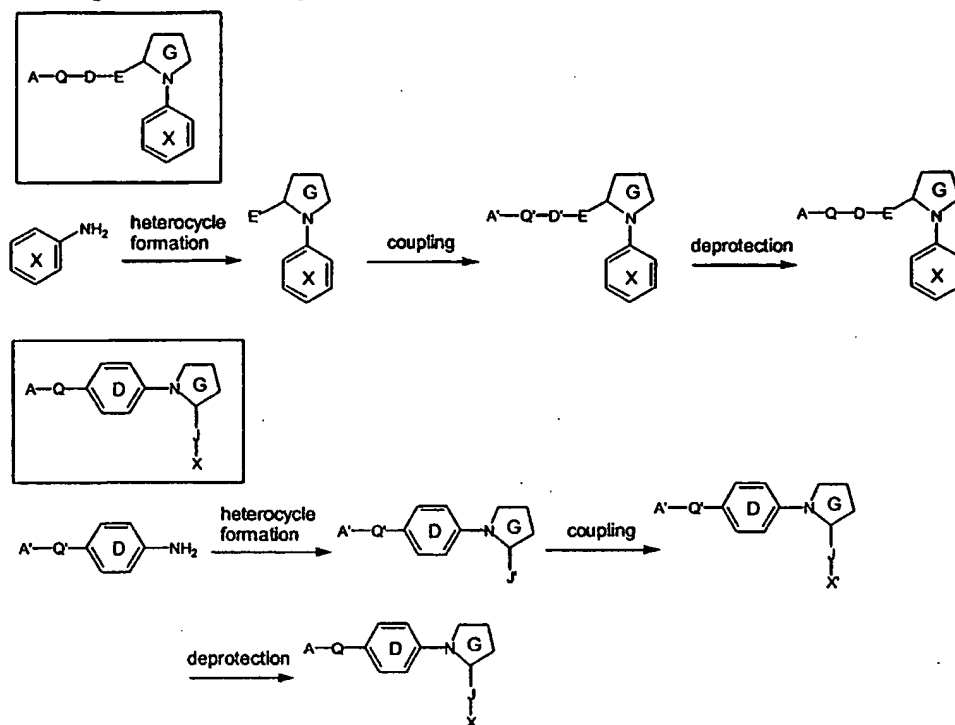 G
A-Q-D-E
N
X
NH2
X
heterocycle formation
G
E'
N
X
coupling
G
A'-Q'-D'-E
N
X
deprotection
G
A-Q-D-E
N
X
A-Q
D
N
G
J
X
A'-Q'
D
NH2
heterocycle formation
A'-Q'
D
N
G
J'
coupling
A'-Q'
D
N
G
J
X'
deprotection
A-Q
D
N
G
J
X